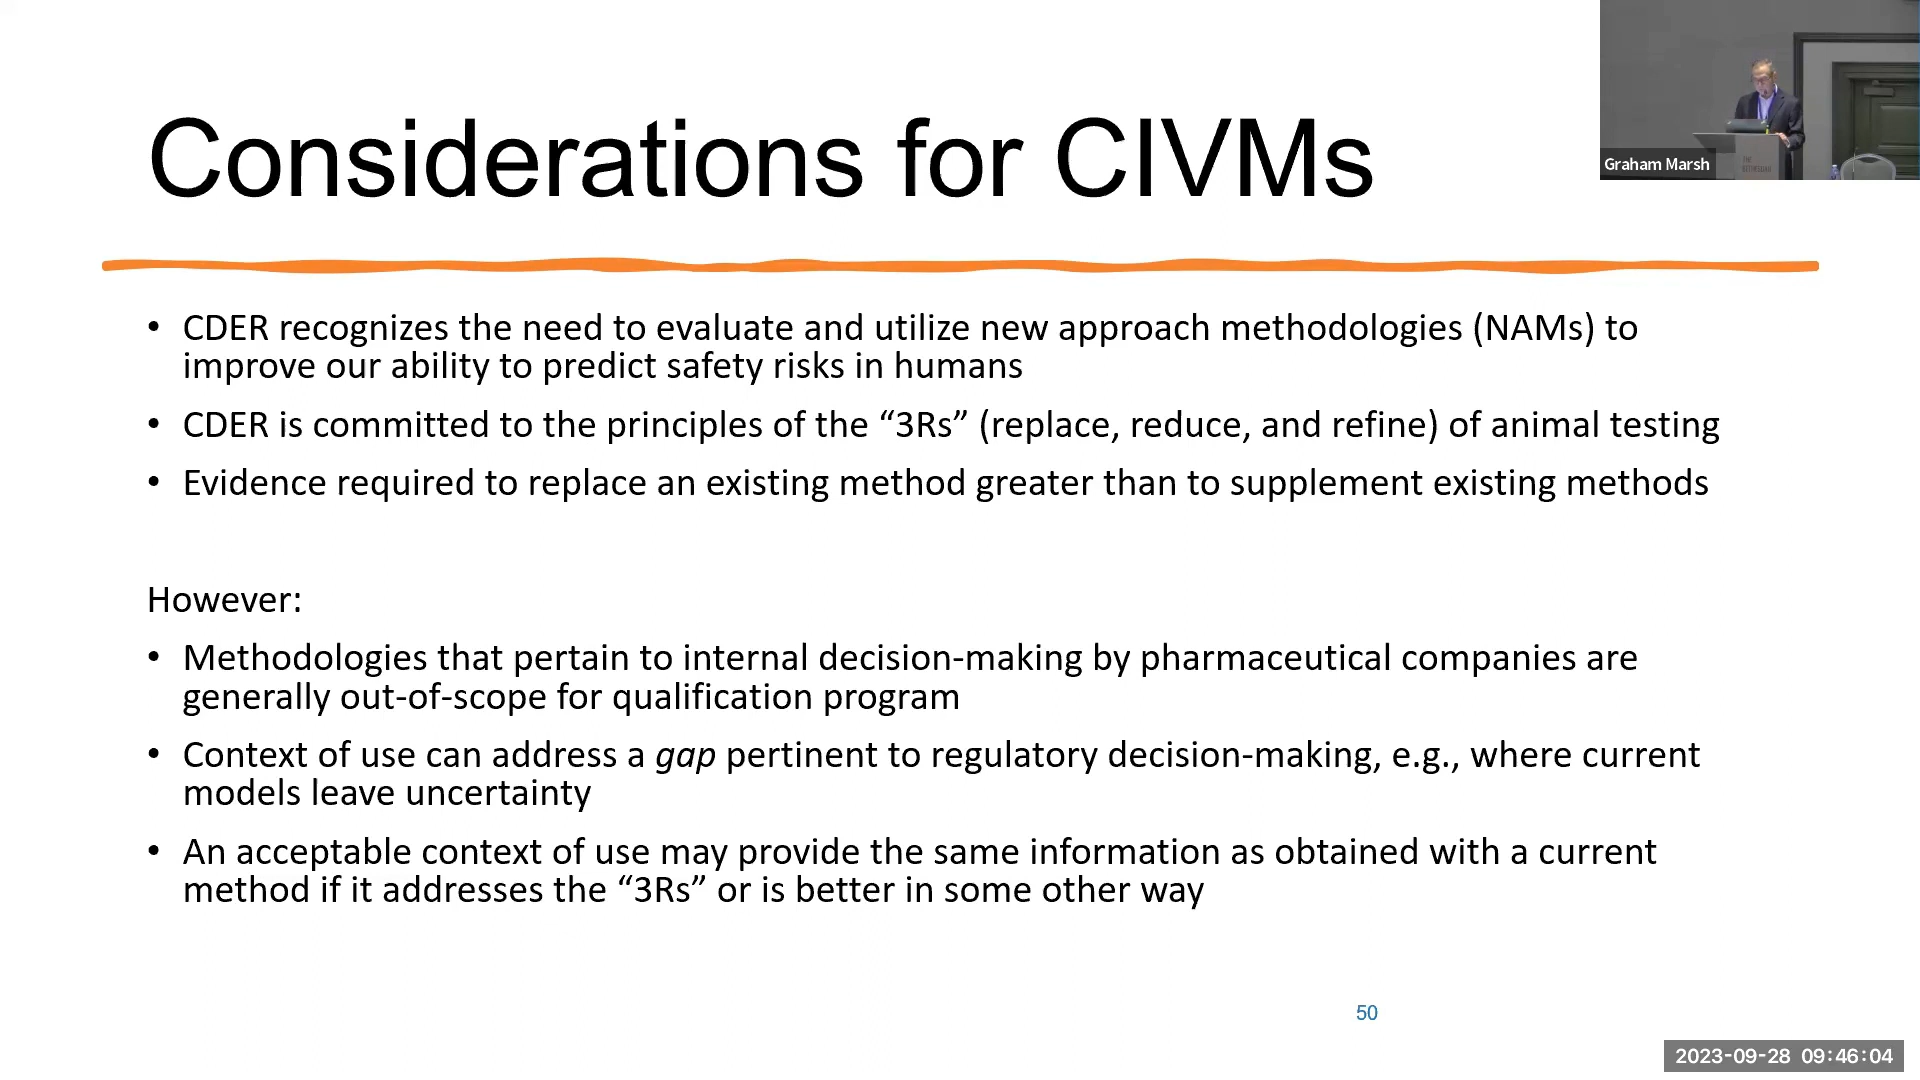 Considerations for CIVMs
Graham Marsh
• CDER recognizes the need to evaluate and utilize new approach methodologies (NAMs) to
improve our ability to predict safety risks in humans
• CDER is committed to the principles of the “3Rs” (replace, reduce, and refine) of animal testing
• Evidence required to replace an existing method greater than to supplement existing methods
However:
• Methodologies that pertain to internal decision-making by pharmaceutical companies are
generally out-of-scope for qualification program
• Context of use can address a gap pertinent to regulatory decision-making, e.g., where current
models leave uncertainty
• An acceptable context of use may provide the same information as obtained with a current
method if it addresses the “3Rs” or is better in some other way
50
2023-09-28 09:46:04